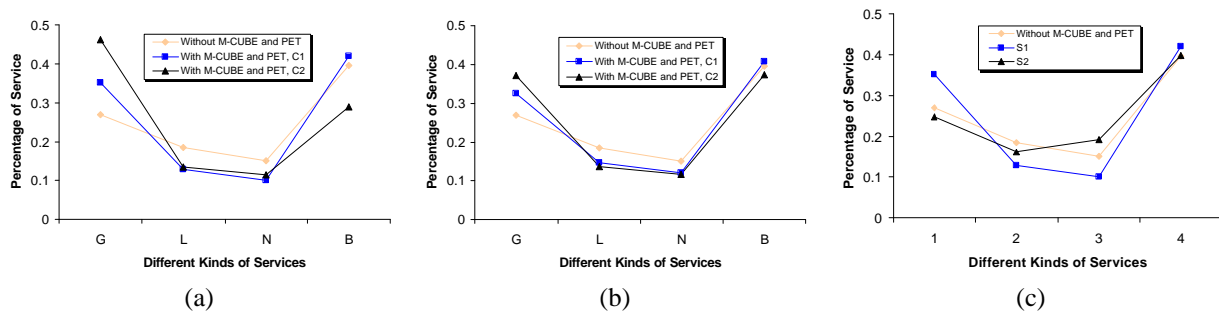 0.5
0.4
0.3
0.2
0.1
0
Percentage of Service
Without M-CUBE and PET
With M-CUBE and PET, C1
With M-CUBE and PET, C2
G L N B
Different Kinds of Services
(a)
0.5
0.4
0.3
0.2
0.1
0
Percentage of Service
Without M-CUBE and PET
With M-CUBE and PET, C1
With M-CUBE and PET, C2
G L N B
Different Kinds of Services
(b)
0.5
0.4
0.3
0.2
0.1
0
Percentage of Service
Without M-CUBE and PET
S1
S2
1 2 3 4
Different Kinds of Services
(c)